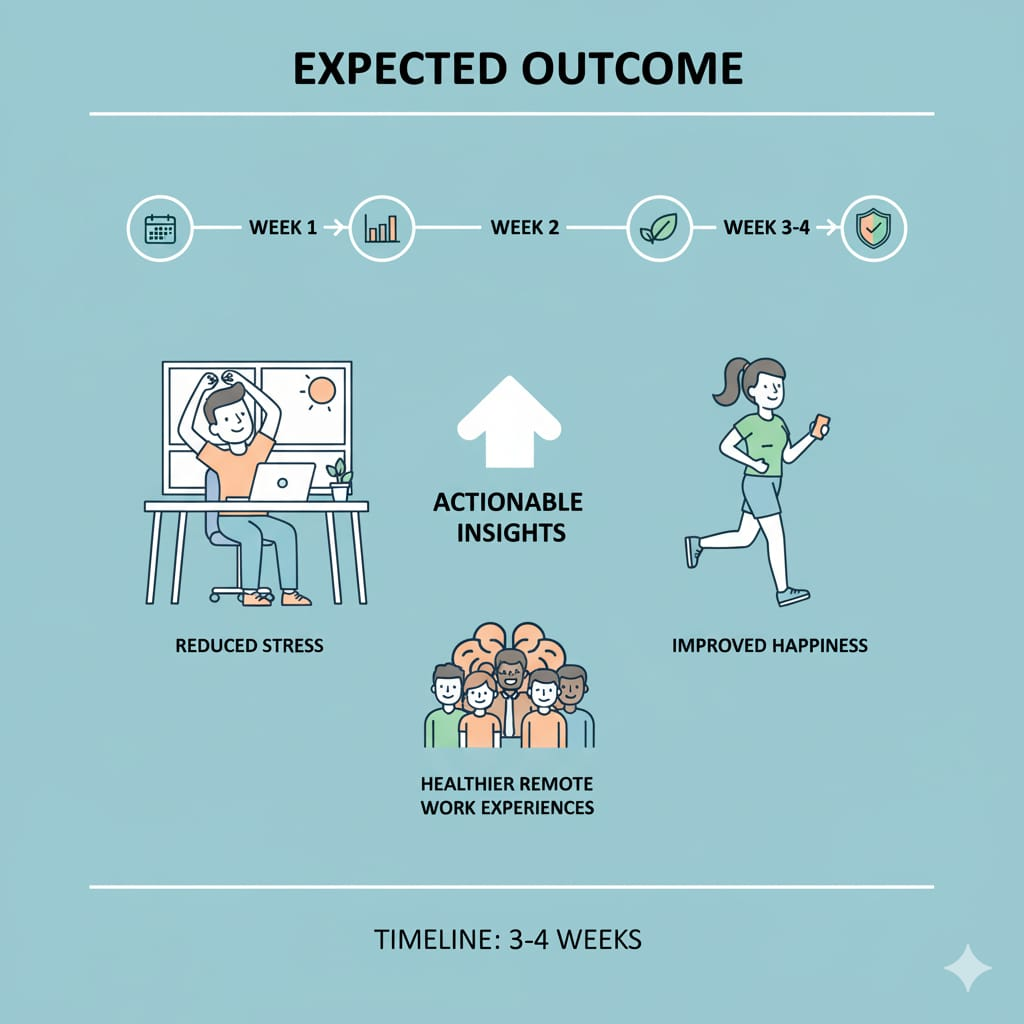 EXPECTED OUTCOME
WEEK 1
WEEK 2
WEEK 3-4
ACTIONABLE
INSIGHTS
REDUCED STRESS
IMPROVED HAPPINESS
HEALTHIER REMOTE
WORK EXPERIENCES
TIMELINE: 3-4 WEEKS